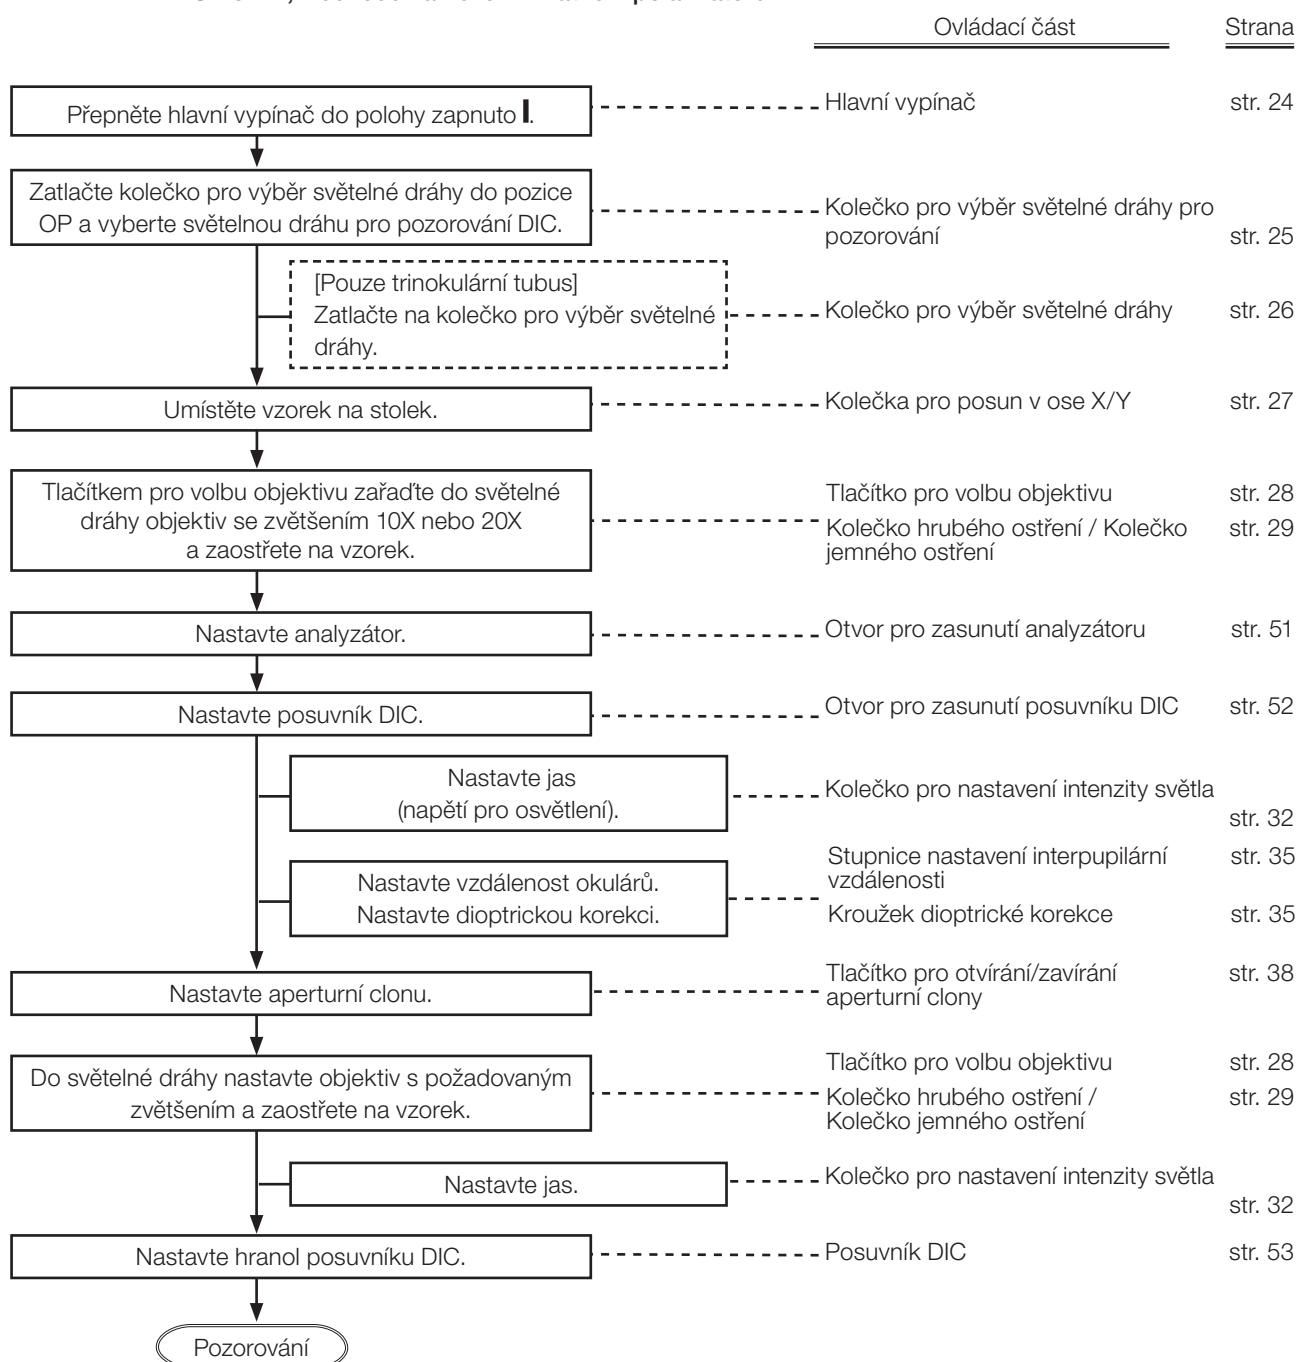 Ovládací část Strana
Přepněte hlavní vypínač do polohy zapnuto I.
Hlavní vypínač str. 24
Zatlačte kolečko pro výběr světelné dráhy do pozice
OP a vyberte světelnou dráhu pro pozorování DIC.
Kolečko pro výběr světelné dráhy pro
pozorování str. 25
[Pouze trinokulární tubus]
Zatlačte na kolečko pro výběr světelné
dráhy.
Kolečko pro výběr světelné dráhy str. 26
Umístěte vzorek na stolek.
Kolečka pro posun v ose X/Y str. 27
Tlačítkem pro volbu objektivu zařaďte do světelné
dráhy objektiv se zvětšením 10X nebo 20X
a zaostřete na vzorek.
Tlačítko pro volbu objektivu str. 28
Kolečko hrubého ostření / Kolečko str. 29
jemného ostření
Nastavte analyzátor.
Otvor pro zasunutí analyzátoru str. 51
Nastavte posuvník DIC.
Otvor pro zasunutí posuvníku DIC str. 52
Nastavte jas
(napětí pro osvětlení).
Kolečko pro nastavení intenzity světla
str. 32
Nastavte vzdálenost okulárů.
Nastavte dioptrickou korekci.
Stupnice nastavení interpupilární str. 35
vzdálenosti
Kroužek dioptrické korekce str. 35
Nastavte aperturní clonu.
Tlačítko pro otvírání/zavírání str. 38
aperturní clony
Do světelné dráhy nastavte objektiv s požadovaným
zvětšením a zaostřete na vzorek.
Tlačítko pro volbu objektivu str. 28
Kolečko hrubého ostření / str. 29
Kolečko jemného ostření
Nastavte jas.
Kolečko pro nastavení intenzity světla
str. 32
Nastavte hranol posuvníku DIC.
Posuvník DIC str. 53
Pozorování